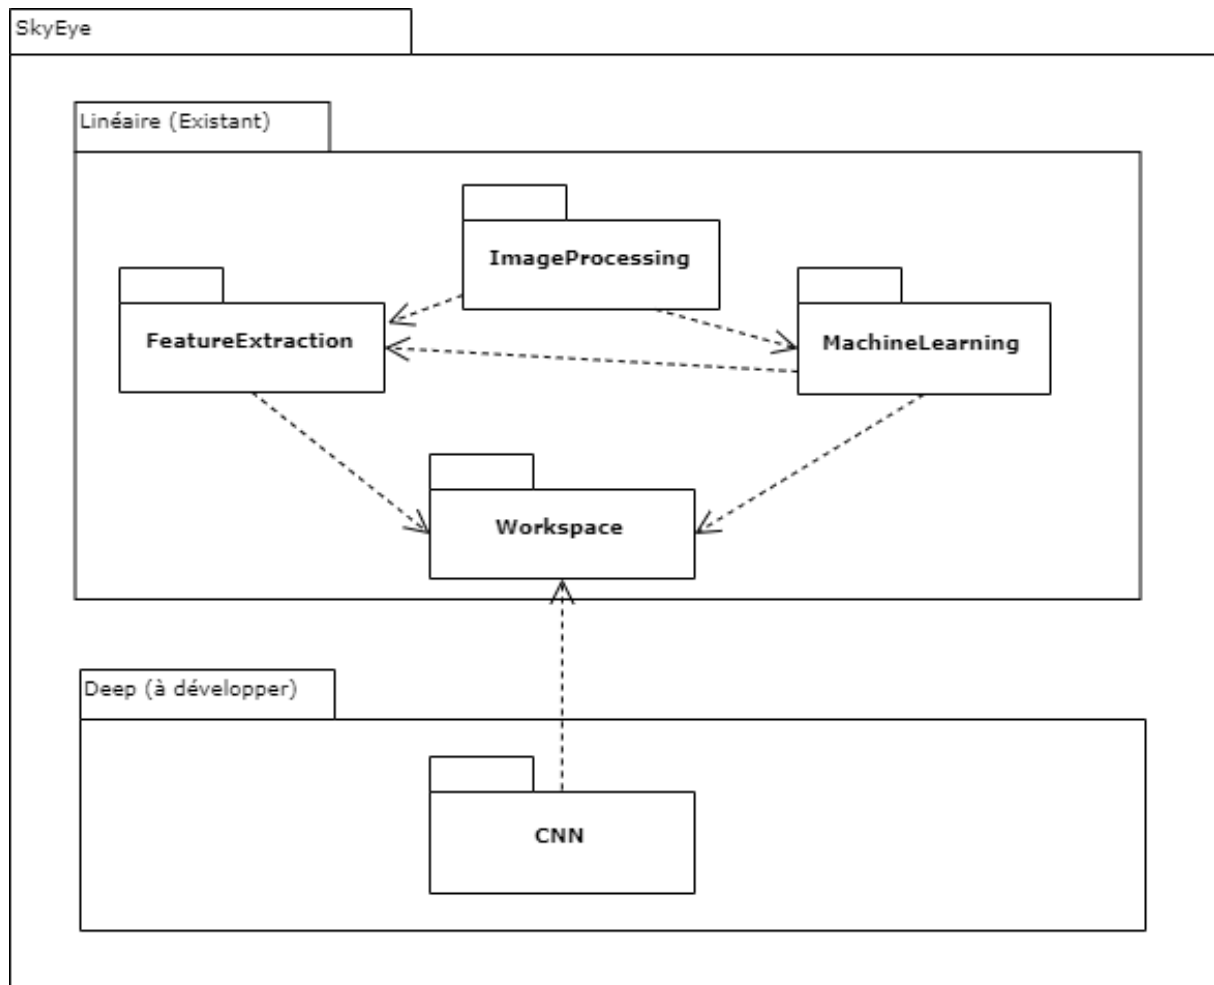 SkyEye
Linéaire (Existant)
ImageProcessing
FeatureExtraction
MachineLearning
Workspace
Deep (à développer)
CNN